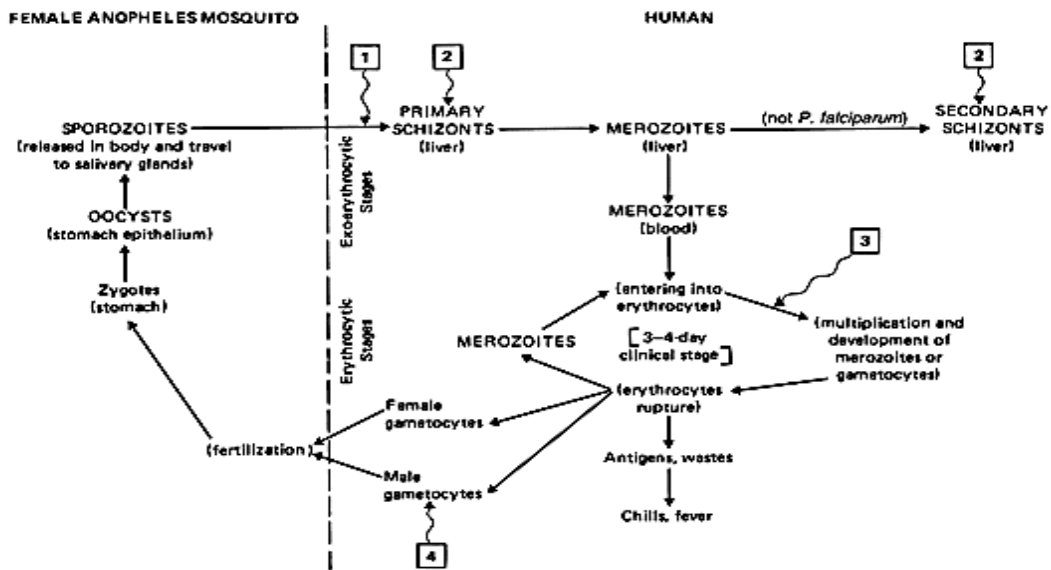 FEMALE ANOPHELES MOSQUITO
HUMAN
1
2
2
SPOROZOITES
(released in body and travel
to salivary glands)
PRIMARY
SCHIZONTS
(liver)
MEROZOITES
(liver)
(not P. falciparum)
SECONDARY
SCHIZONTS
(liver)
Exoerythrocytic
Stages
OOCYSTS
(stomach epithelium)
MEROZOITES
(blood)
3
Zygotes
(stomach)
(entering into
erythrocytes)
Erythrocytic
Stages
MEROZOITES
[3–4-day
clinical stage]
(multiplication and
development of
merozoites or
gametocytes)
(erythrocytes
rupture)
Female
gametocytes
(fertilization)
Antigens, wastes
Male
gametocytes
Chills, fever
4